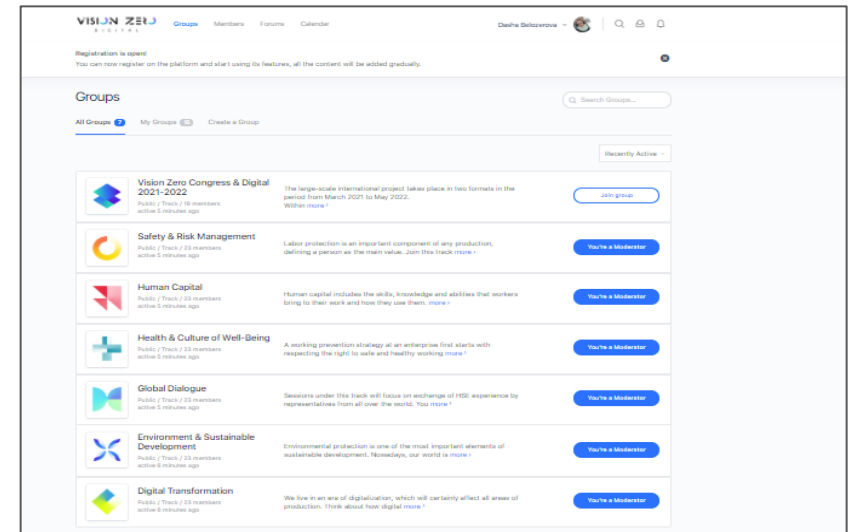 VISION ZERO
DIGITAL
Groups Members Forums Calendar
Dasha Belozerova
Registration is open!
You can now register on the platform and start using its features, all the content will be added gradually.
Groups
Search Groups...
All Groups 7 My Groups Create a Group
Recently Active
Vision Zero Congress & Digital
2021-2022
Public / Track / 19 members
active 2 minutes ago
The large-scale international project takes place in two formats in the
period from March 2021 to May 2022.
Within more ›
Join group
Safety & Risk Management
Public / Track / 23 members
active 5 minutes ago
Labor protection is an important component of any production,
defining a person as the main value. Join this track more ›
You're a Moderator
Human Capital
Public / Track / 23 members
active 5 minutes ago
Human capital includes the skills, knowledge and abilities that workers
bring to their work and how they use them. more ›
You're a Moderator
Health & Culture of Well-Being
Public / Track / 23 members
active 5 minutes ago
A working prevention strategy at an enterprise first starts with
respecting the right to safe and healthy working more ›
You're a Moderator
Global Dialogue
Public / Track / 23 members
active 5 minutes ago
Sessions under this track will focus on exchange of HSE experience by
representatives from all over the world. You more ›
You're a Moderator
Environment & Sustainable
Development
Public / Track / 23 members
active 6 minutes ago
Environmental protection is one of the most important elements of
sustainable development. Nowadays, our world is more ›
You're a Moderator
Digital Transformation
Public / Track / 23 members
active 6 minutes ago
We live in an era of digitalization, which will certainly affect all areas of
production. Think about how digital more ›
You're a Moderator